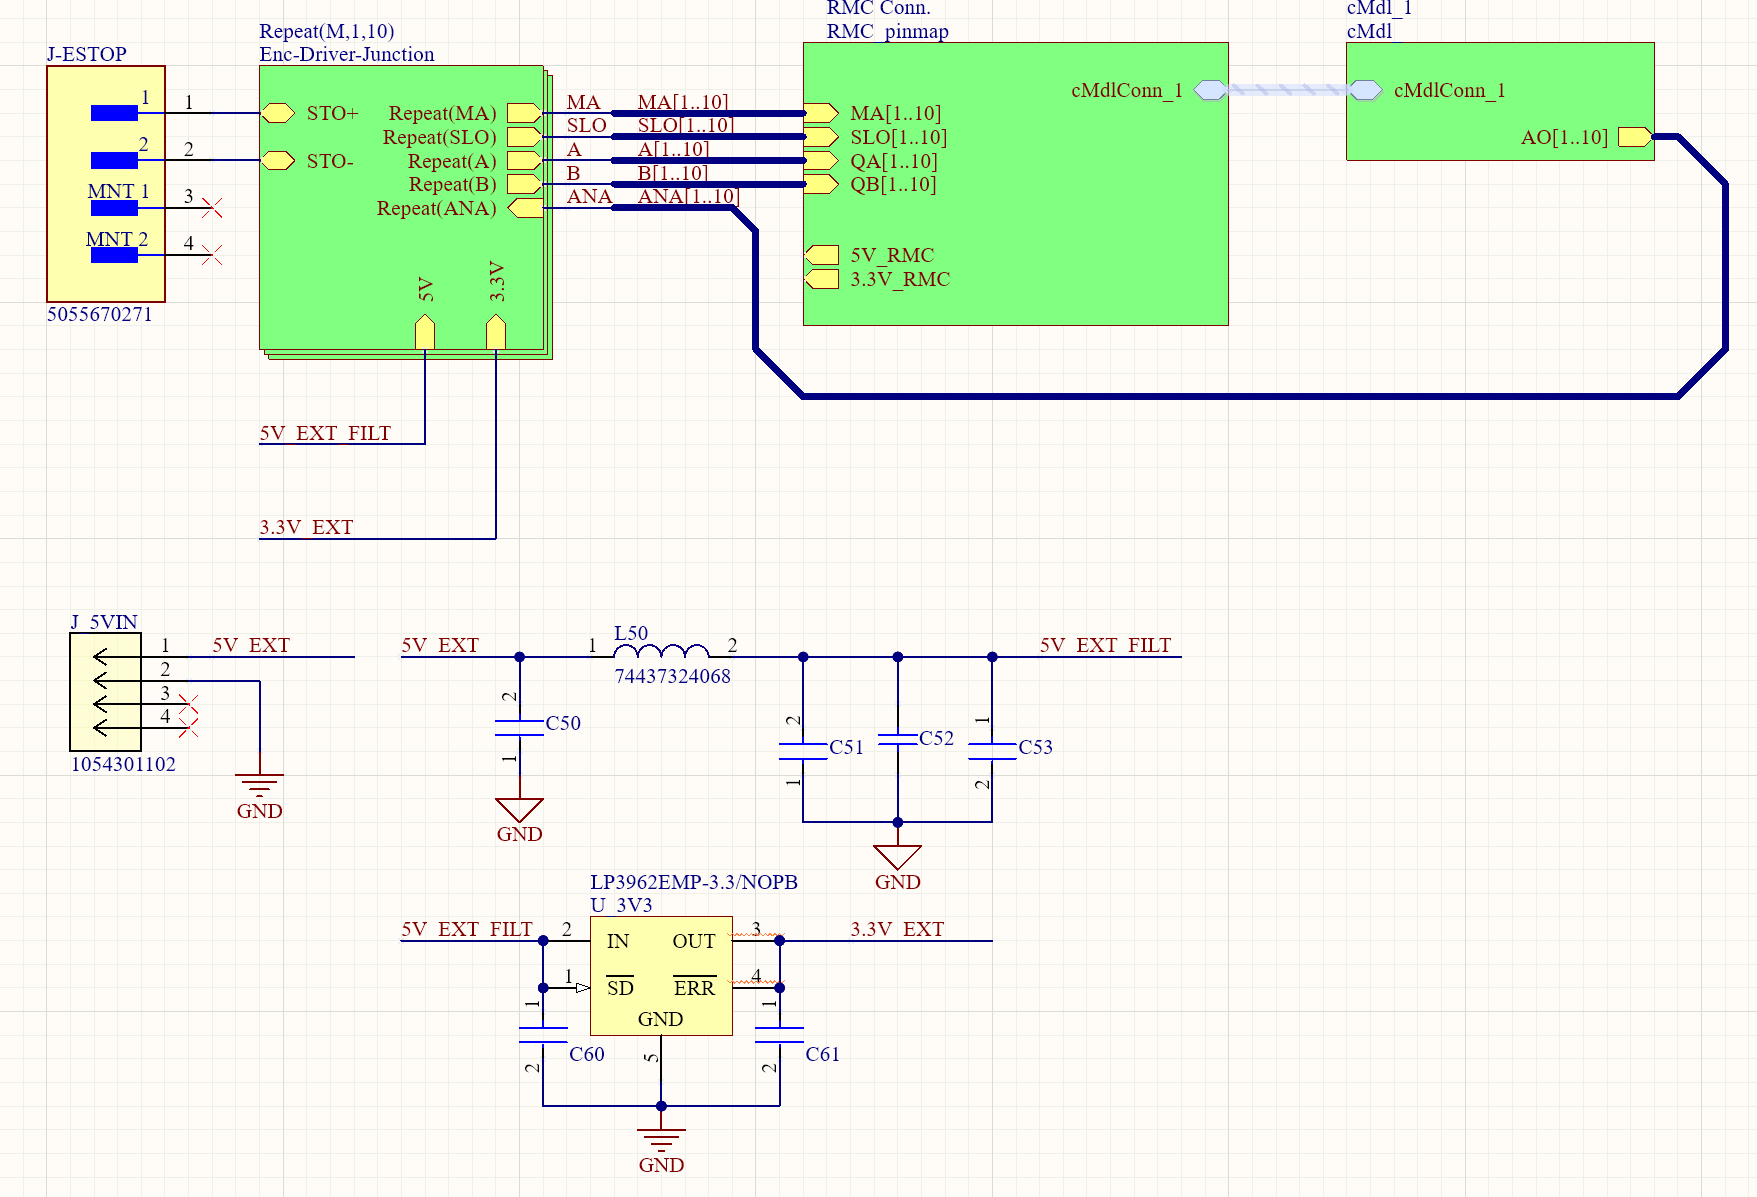 RMC Conn.
RMC_pinmap
cMdl_1
cMdl_
Repeat(M,1,10)
Enc-Driver-Junction
J-ESTOP
1 1
2 2
MNT 1 3
MNT 2 4
5055670271
STO+
STO-
Repeat(MA)
Repeat(SLO)
Repeat(A)
Repeat(B)
Repeat(ANA)
5V
3.3V
MA MA[1..10]
SLO SLO[1..10]
A A[1..10]
B B[1..10]
ANA ANA[1..10]
MA[1..10]
SLO[1..10]
QA[1..10]
QB[1..10]
5V_RMC
3.3V_RMC
cMdlConn_1
cMdlConn_1
AO[1..10]
5V_EXT_FILT
3.3V_EXT
J_5VIN
1
2
3
4
1054301102
5V_EXT
GND
5V_EXT
1 L50 2
74437324068
5V_EXT_FILT
2
C50
1
GND
2
C51
1
C52
1
C53
2
GND
LP3962EMP-3.3/NOPB
U_3V3
5V_EXT_FILT
2 IN OUT 3
3.3V_EXT
1 SD ERR 4
GND
5
1
C60
2
1
C61
2
GND